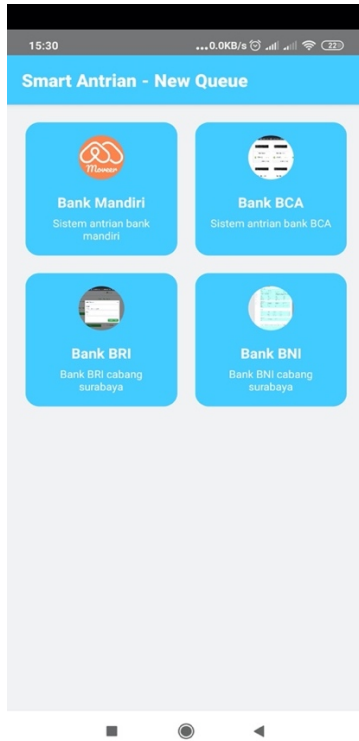 15:30 ...0.0KB/s 22
Smart Antrian - New Queue
Moveer
Bank Mandiri
Sistem antrian bank
mandiri
Bank BCA
Sistem antrian bank BCA
Bank BRI
Bank BRI cabang
surabaya
Bank BNI
Bank BNI cabang
surabaya